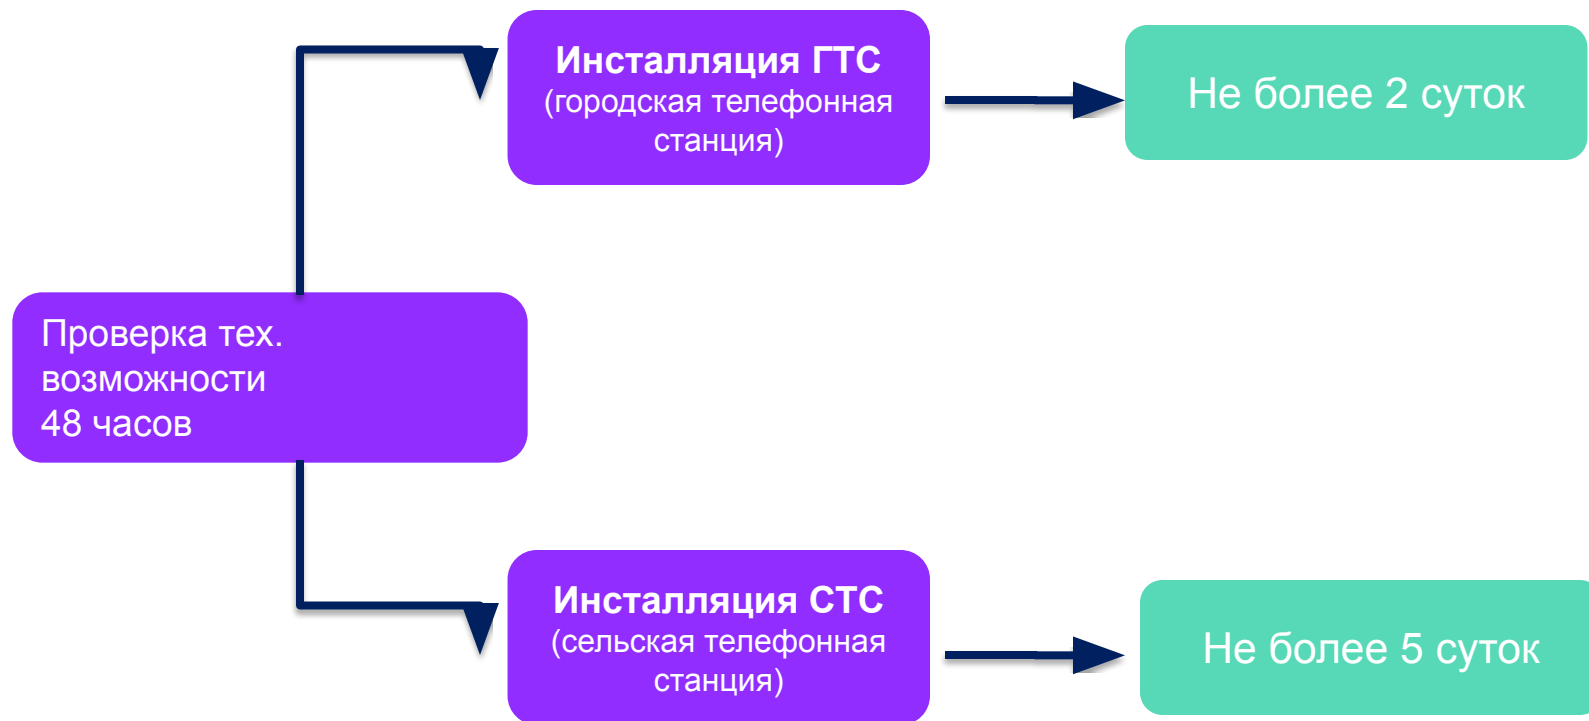 Инсталляция ГТС
(городская телефонная
станция)
Не более 2 суток
Проверка тех.
возможности
48 часов
Инсталляция СТС
(сельская телефонная
станция)
Не более 5 суток